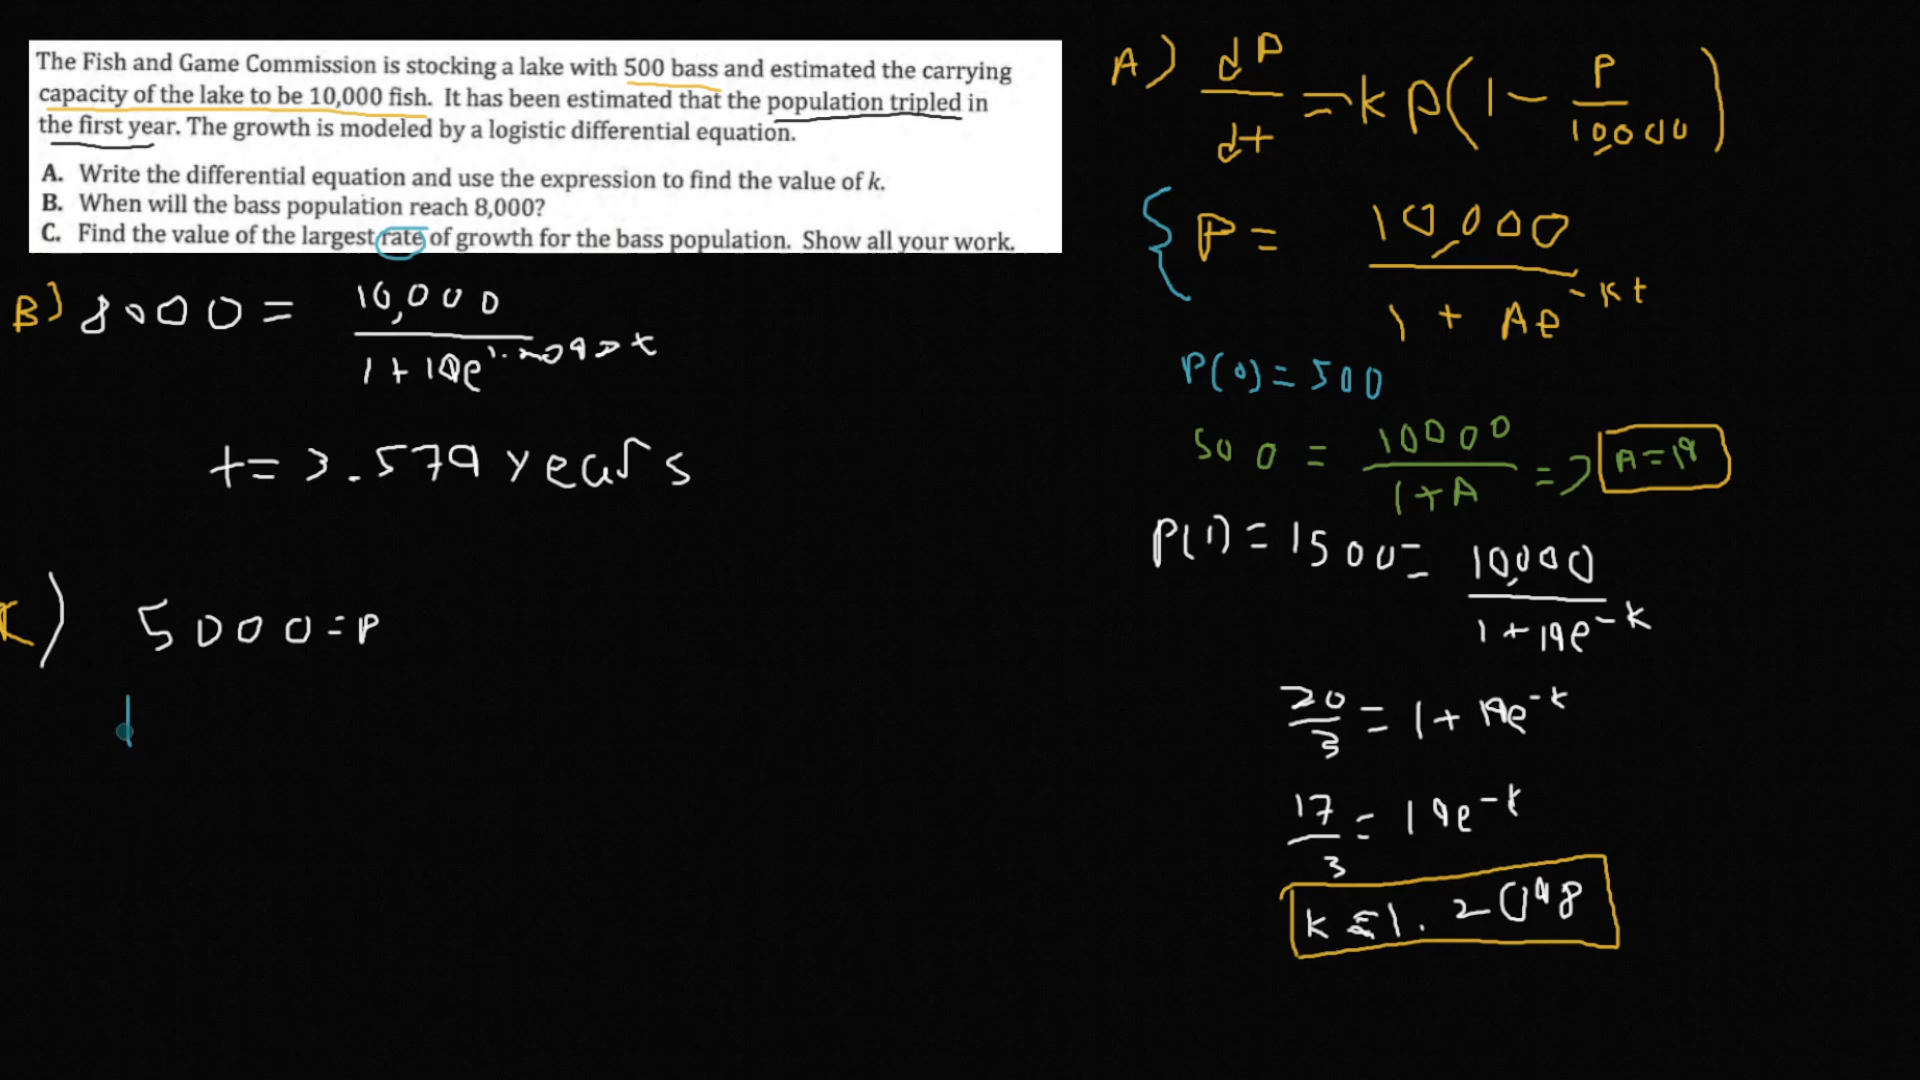 The Fish and Game Commission is stocking a lake with 500 bass and estimated the carrying
capacity of the lake to be 10,000 fish. It has been estimated that the population tripled in
the first year. The growth is modeled by a logistic differential equation.
A. Write the differential equation and use the expression to find the value of k.
B. When will the bass population reach 8,000?
C. Find the value of the largest rate of growth for the bass population. Show all your work.
B) 8000 = 10,000
1+19e
t= 3.579 years
) 5000=P
d
A) dP/dt = kP(1 - P/10000)
P = 10,000/1 + Ae^-kt
P(0)=500
500 = 10000/1+A => A=19
P(1)=1500= 10,000/1+19e^-k
20/3 = 1+19e^-k
17/3 = 19e^-k
k ≈ 1.2098